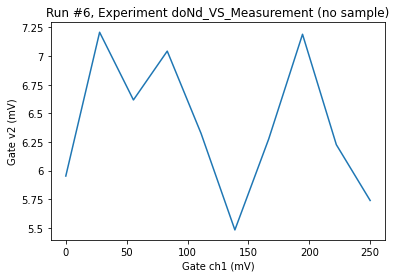 Run #6, Experiment doNd_VS_Measurement (no sample)
7.25
7
6.75
6.5
6.25
6
5.75
5.5
Gate v2 (mV)
0 50 100 150 200 250
Gate ch1 (mV)